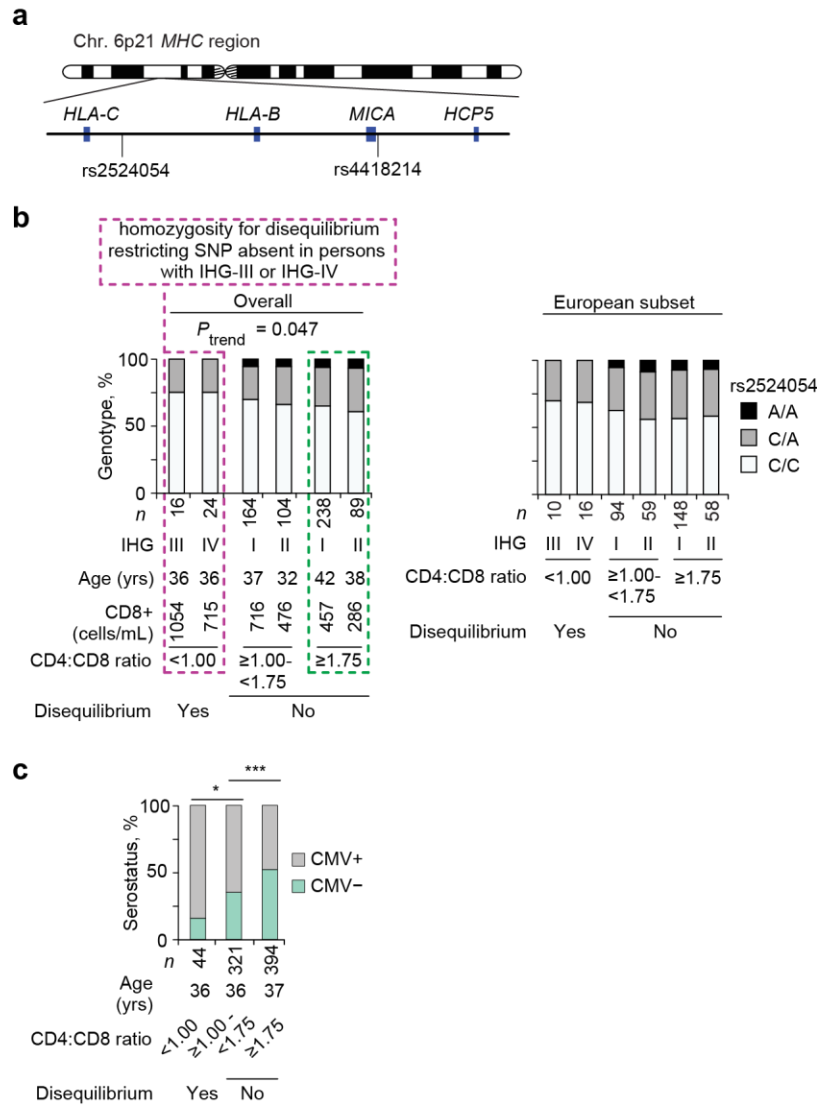 a
Chr. 6p21 MHC region
HLA-C HLA-B MICA HCP5
rs2524054 rs4418214
b
homozygosity for disequilibrium
restricting SNP absent in persons
with IHG-III or IHG-IV
Overall
P trend = 0.047
Genotype, %
100
50
0
n 16 24 164 104 238 89
IHG III IV I II I II
Age (yrs) 36 36 37 32 42 38
CD8+
(cells/mL) 1054 715 716 476 457 286
CD4:CD8 ratio <1.00 ≥1.00- ≥1.75
<1.75
Disequilibrium Yes No
European subset
rs2524054
A/A
C/A
C/C
n 10 16 94 59 148 58
IHG III IV I II I II
CD4:CD8 ratio <1.00 ≥1.00- ≥1.75
<1.75
Disequilibrium Yes No
c
* ***
Serostatus, %
100
50
0
CMV+
CMV−
n 44 321 394
Age 36 36 37
(yrs)
CD4:CD8 ratio <1.00 ≥1.00 - <1.75 ≥1.75
Disequilibrium Yes No